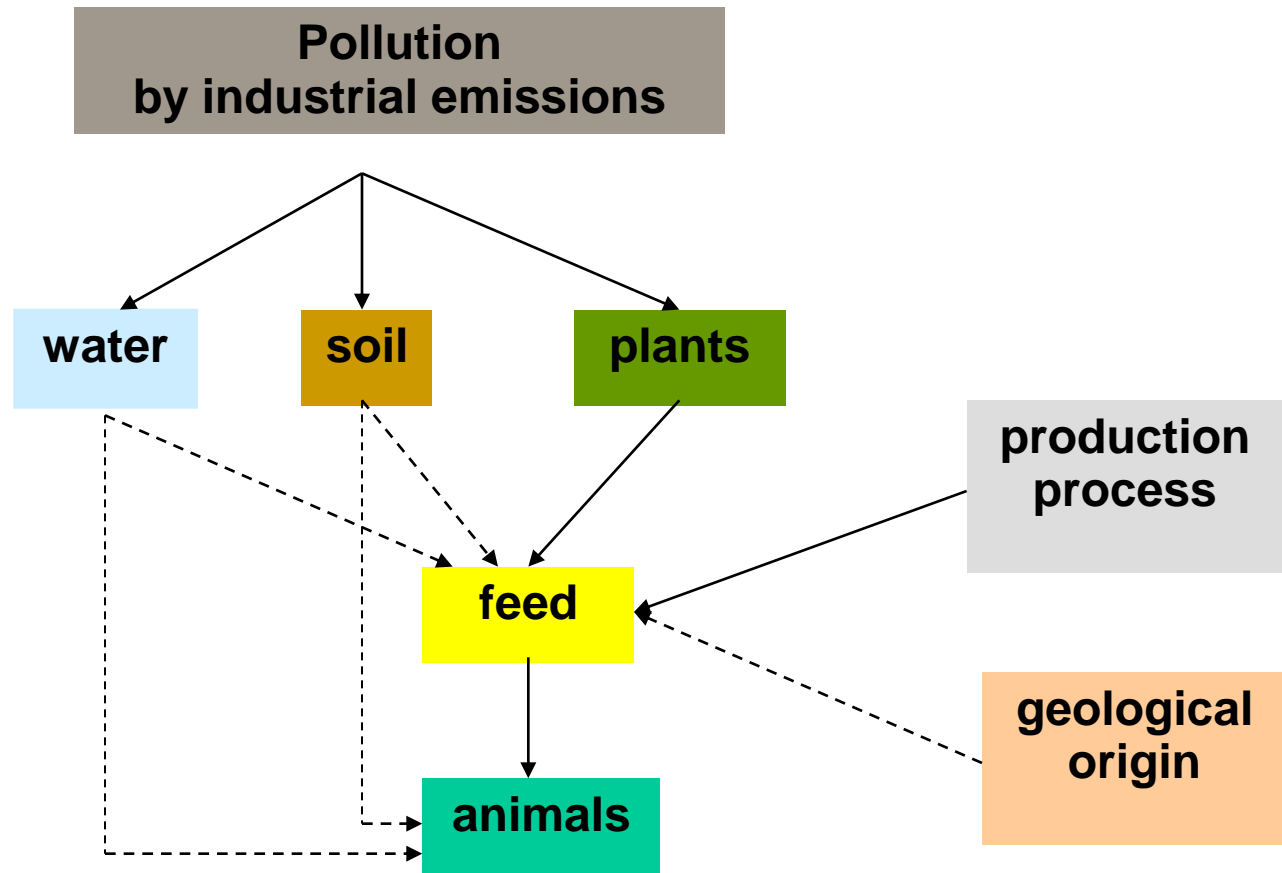 Pollution
by industrial emissions
water
soil
plants
production
process
feed
geological
origin
animals